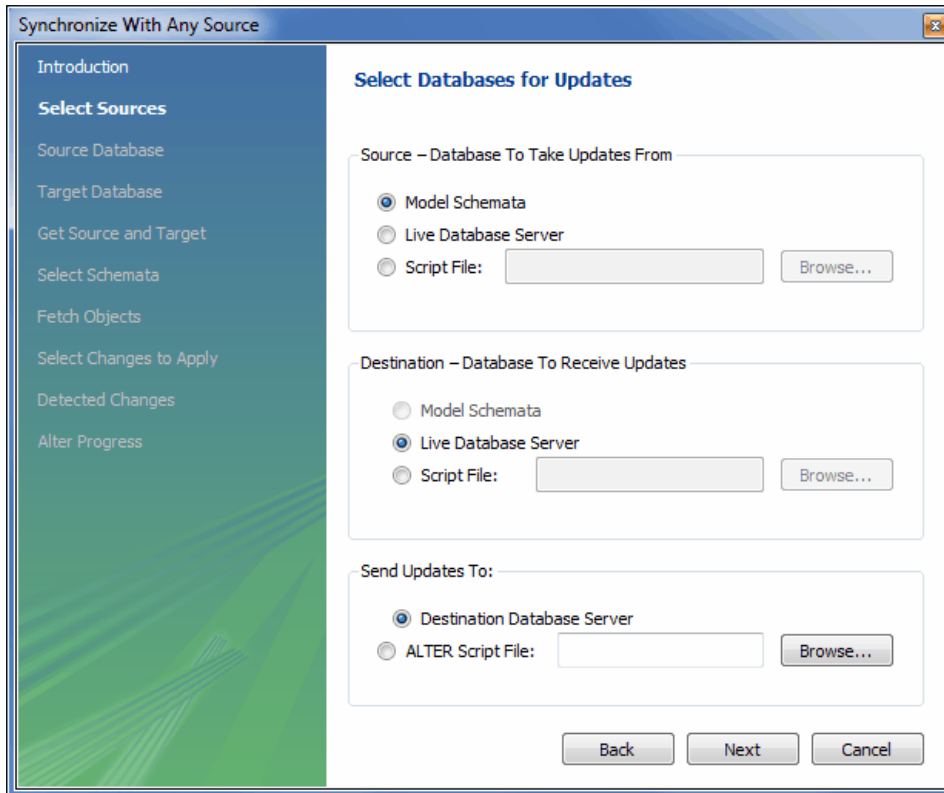 Synchronize With Any Source
Introduction
Select Sources
Source Database
Target Database
Get Source and Target
Select Schemata
Fetch Objects
Select Changes to Apply
Detected Changes
Alter Progress
Select Databases for Updates
Source – Database To Take Updates From
Model Schemata
Live Database Server
Script File: Browse...
Destination – Database To Receive Updates
Model Schemata
Live Database Server
Script File: Browse...
Send Updates To:
Destination Database Server
ALTER Script File: Browse...
Back Next Cancel